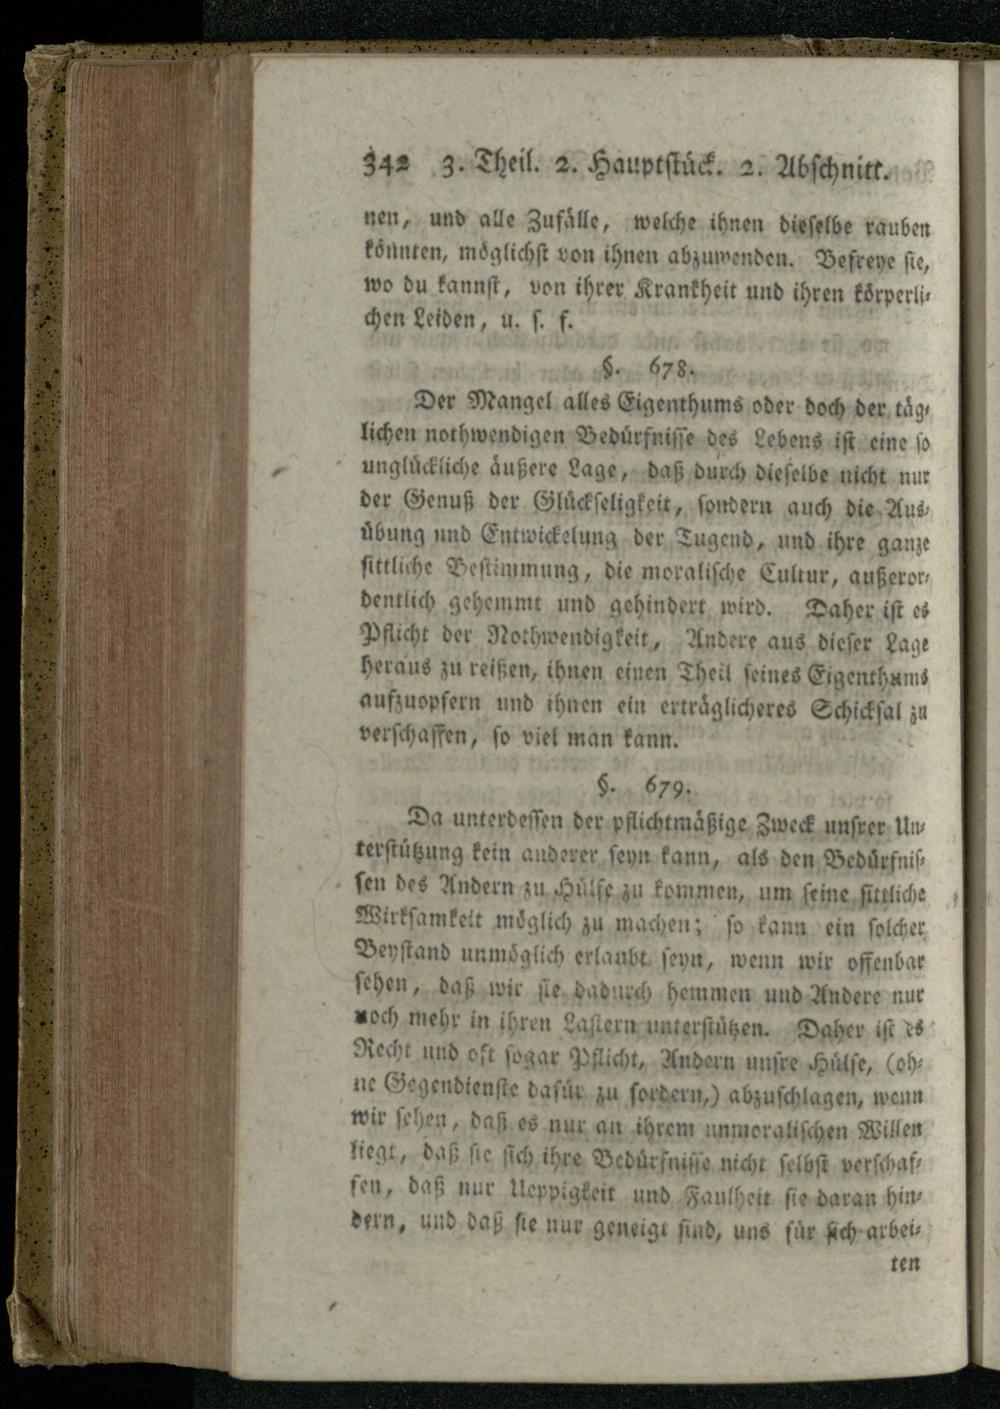 342 3. Theil. 2. Hauptstück. 2. Abschnitt.
nen, und alle Zufälle, welche ihnen dieselbe rauben
könnten, möglichst von ihnen abzuwenden. Befreye sie,
wo du kannst, von ihrer Krankheit und ihren körperli-
chen Leiden, u. s. f.
§. 678.
Der Mangel alles Eigenthums oder doch der täg-
lichen nothwendigen Bedürfnisse des Lebens ist eine so
unglückliche äußere Lage, daß durch dieselbe nicht nur
der Genuß der Glückseligkeit, sondern auch die Aus-
übung und Entwickelung der Tugend, und ihre ganze
sittliche Bestimmung, die moralische Cultur, außeror-
dentlich gehemmt und gehindert wird. Daher ist es
Pflicht der Nothwendigkeit, Andere aus dieser Lage
heraus zu reißen, ihnen einen Theil seines Eigenthums
aufzuopfern und ihnen ein erträglicheres Schicksal zu
verschaffen, so viel man kann.
§. 679.
Da unterdessen der pflichtmäßige Zweck unsrer Un-
terstützung kein anderer seyn kann, als den Bedürfnis-
sen des Andern zu Hülfe zu kommen, um seine sittliche
Wirksamkeit möglich zu machen; so kann ein solcher
Beystand unmöglich erlaubt seyn, wenn wir offenbar
sehen, daß wir sie dadurch hemmen und Andere nur
noch mehr in ihren Lastern unterstützen. Daher ist es
Recht und oft sogar Pflicht, Andern unsre Hülfe, (oh-
ne Gegendienste dafür zu fordern,) abzuschlagen, wenn
wir sehen, daß es nur an ihrem unmoralischen Willen
liegt, daß sie sich ihre Bedürfnisse nicht selbst verschaf-
fen, daß nur Ueppigkeit und Faulheit sie daran hin-
dern, und daß sie nur geneigt sind, uns für sich arbei-
ten